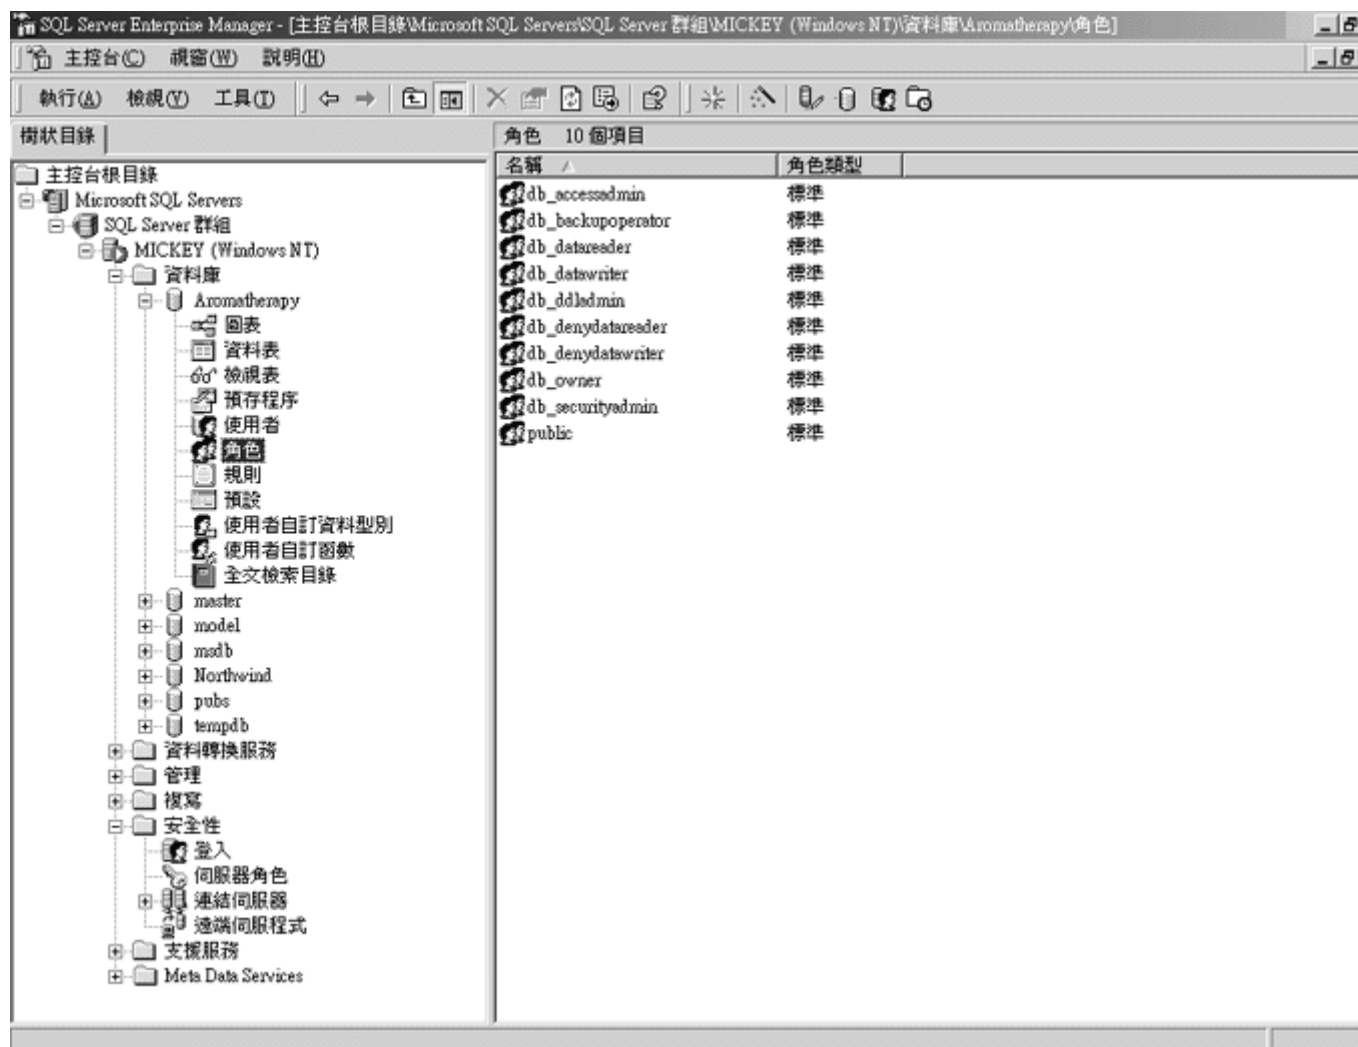 SQL Server Enterprise Manager - [主控台根目錄\Microsoft SQL Servers\SQL Server 群組\MICKEY (Windows NT)\資料庫\Aromatherapy\角色]
主控台(C) 視窗(W) 說明(H)
執行(A) 檢視(V) 工具(T)
樹狀目錄
角色 10 個項目
主控台根目錄
Microsoft SQL Servers
SQL Server 群組
MICKEY (Windows NT)
資料庫
Aromatherapy
圖表
資料表
檢視表
預存程序
使用者
角色
規則
預設
使用者自訂資料型別
使用者自訂函數
全文檢索目錄
master
model
msdb
Northwind
pubs
tempdb
資料轉換服務
管理
複寫
安全性
登入
伺服器角色
連結伺服器
遠端伺服程式
支援服務
Meta Data Services
名稱 角色類型
db_accessadmin 標準
db_backupoperator 標準
db_datareader 標準
db_datawriter 標準
db_ddladmin 標準
db_denydatareader 標準
db_denydatawriter 標準
db_owner 標準
db_securityadmin 標準
public 標準